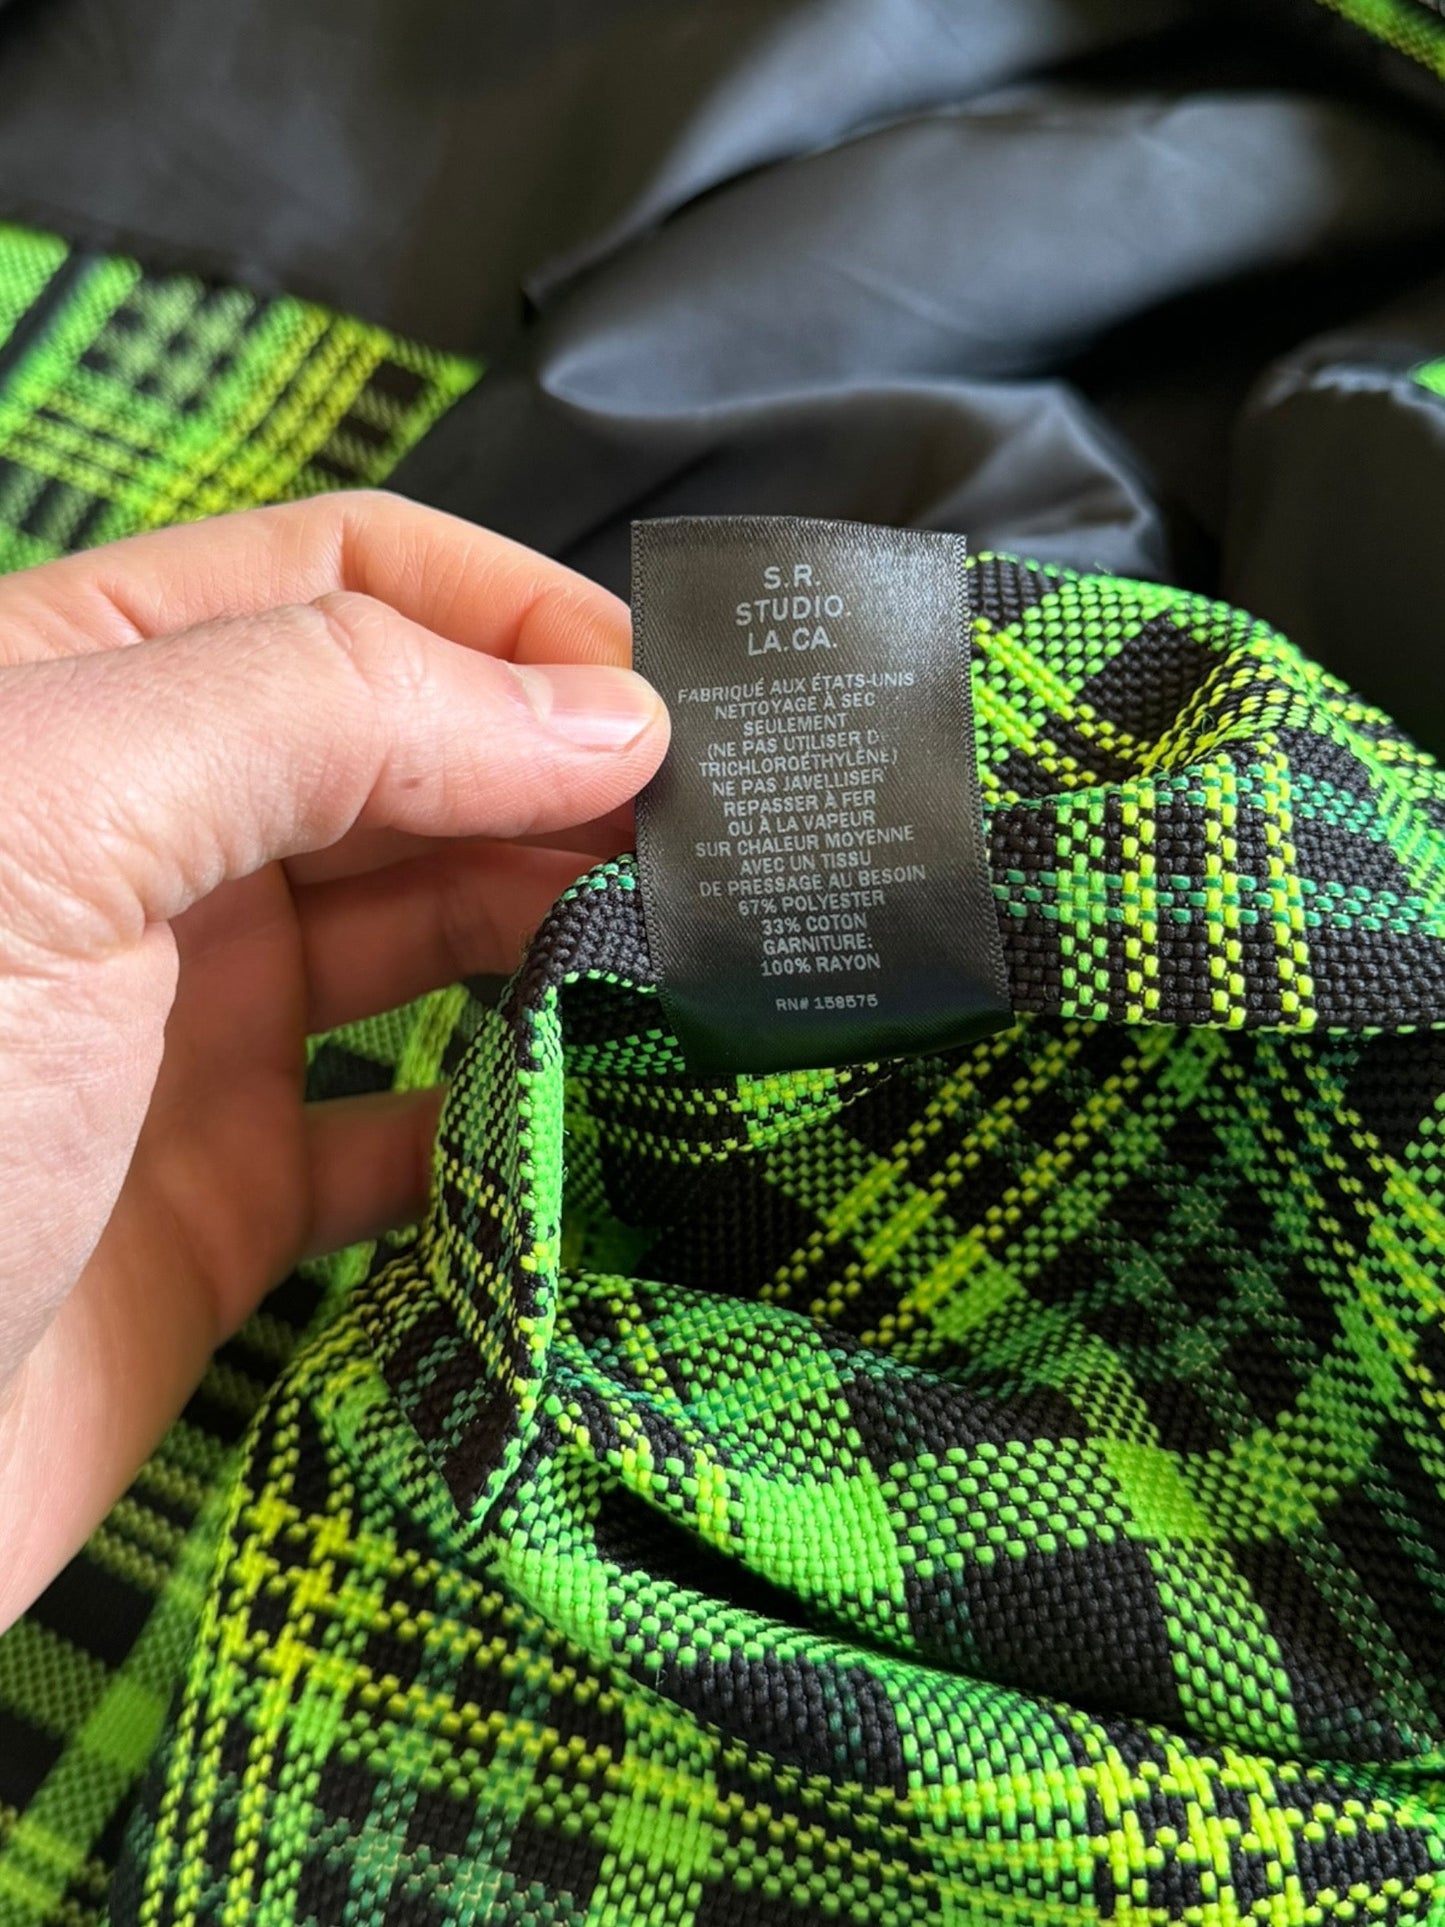 S.R.
STUDIO.
LA.CA.
FABRIQUÉ AUX ÉTATS-UNIS
NETTOYAGE À SEC
SEULEMENT
(NE PAS UTILISER DE
TRICHLOROÉTHYLÈNE)
NE PAS JAVELLISER
REPASSER À FER
OU À LA VAPEUR
SUR CHALEUR MOYENNE
AVEC UN TISSU
DE PRESSAGE AU BESOIN
67% POLYESTER
33% COTON
GARNITURE:
100% RAYON
RN# 158575